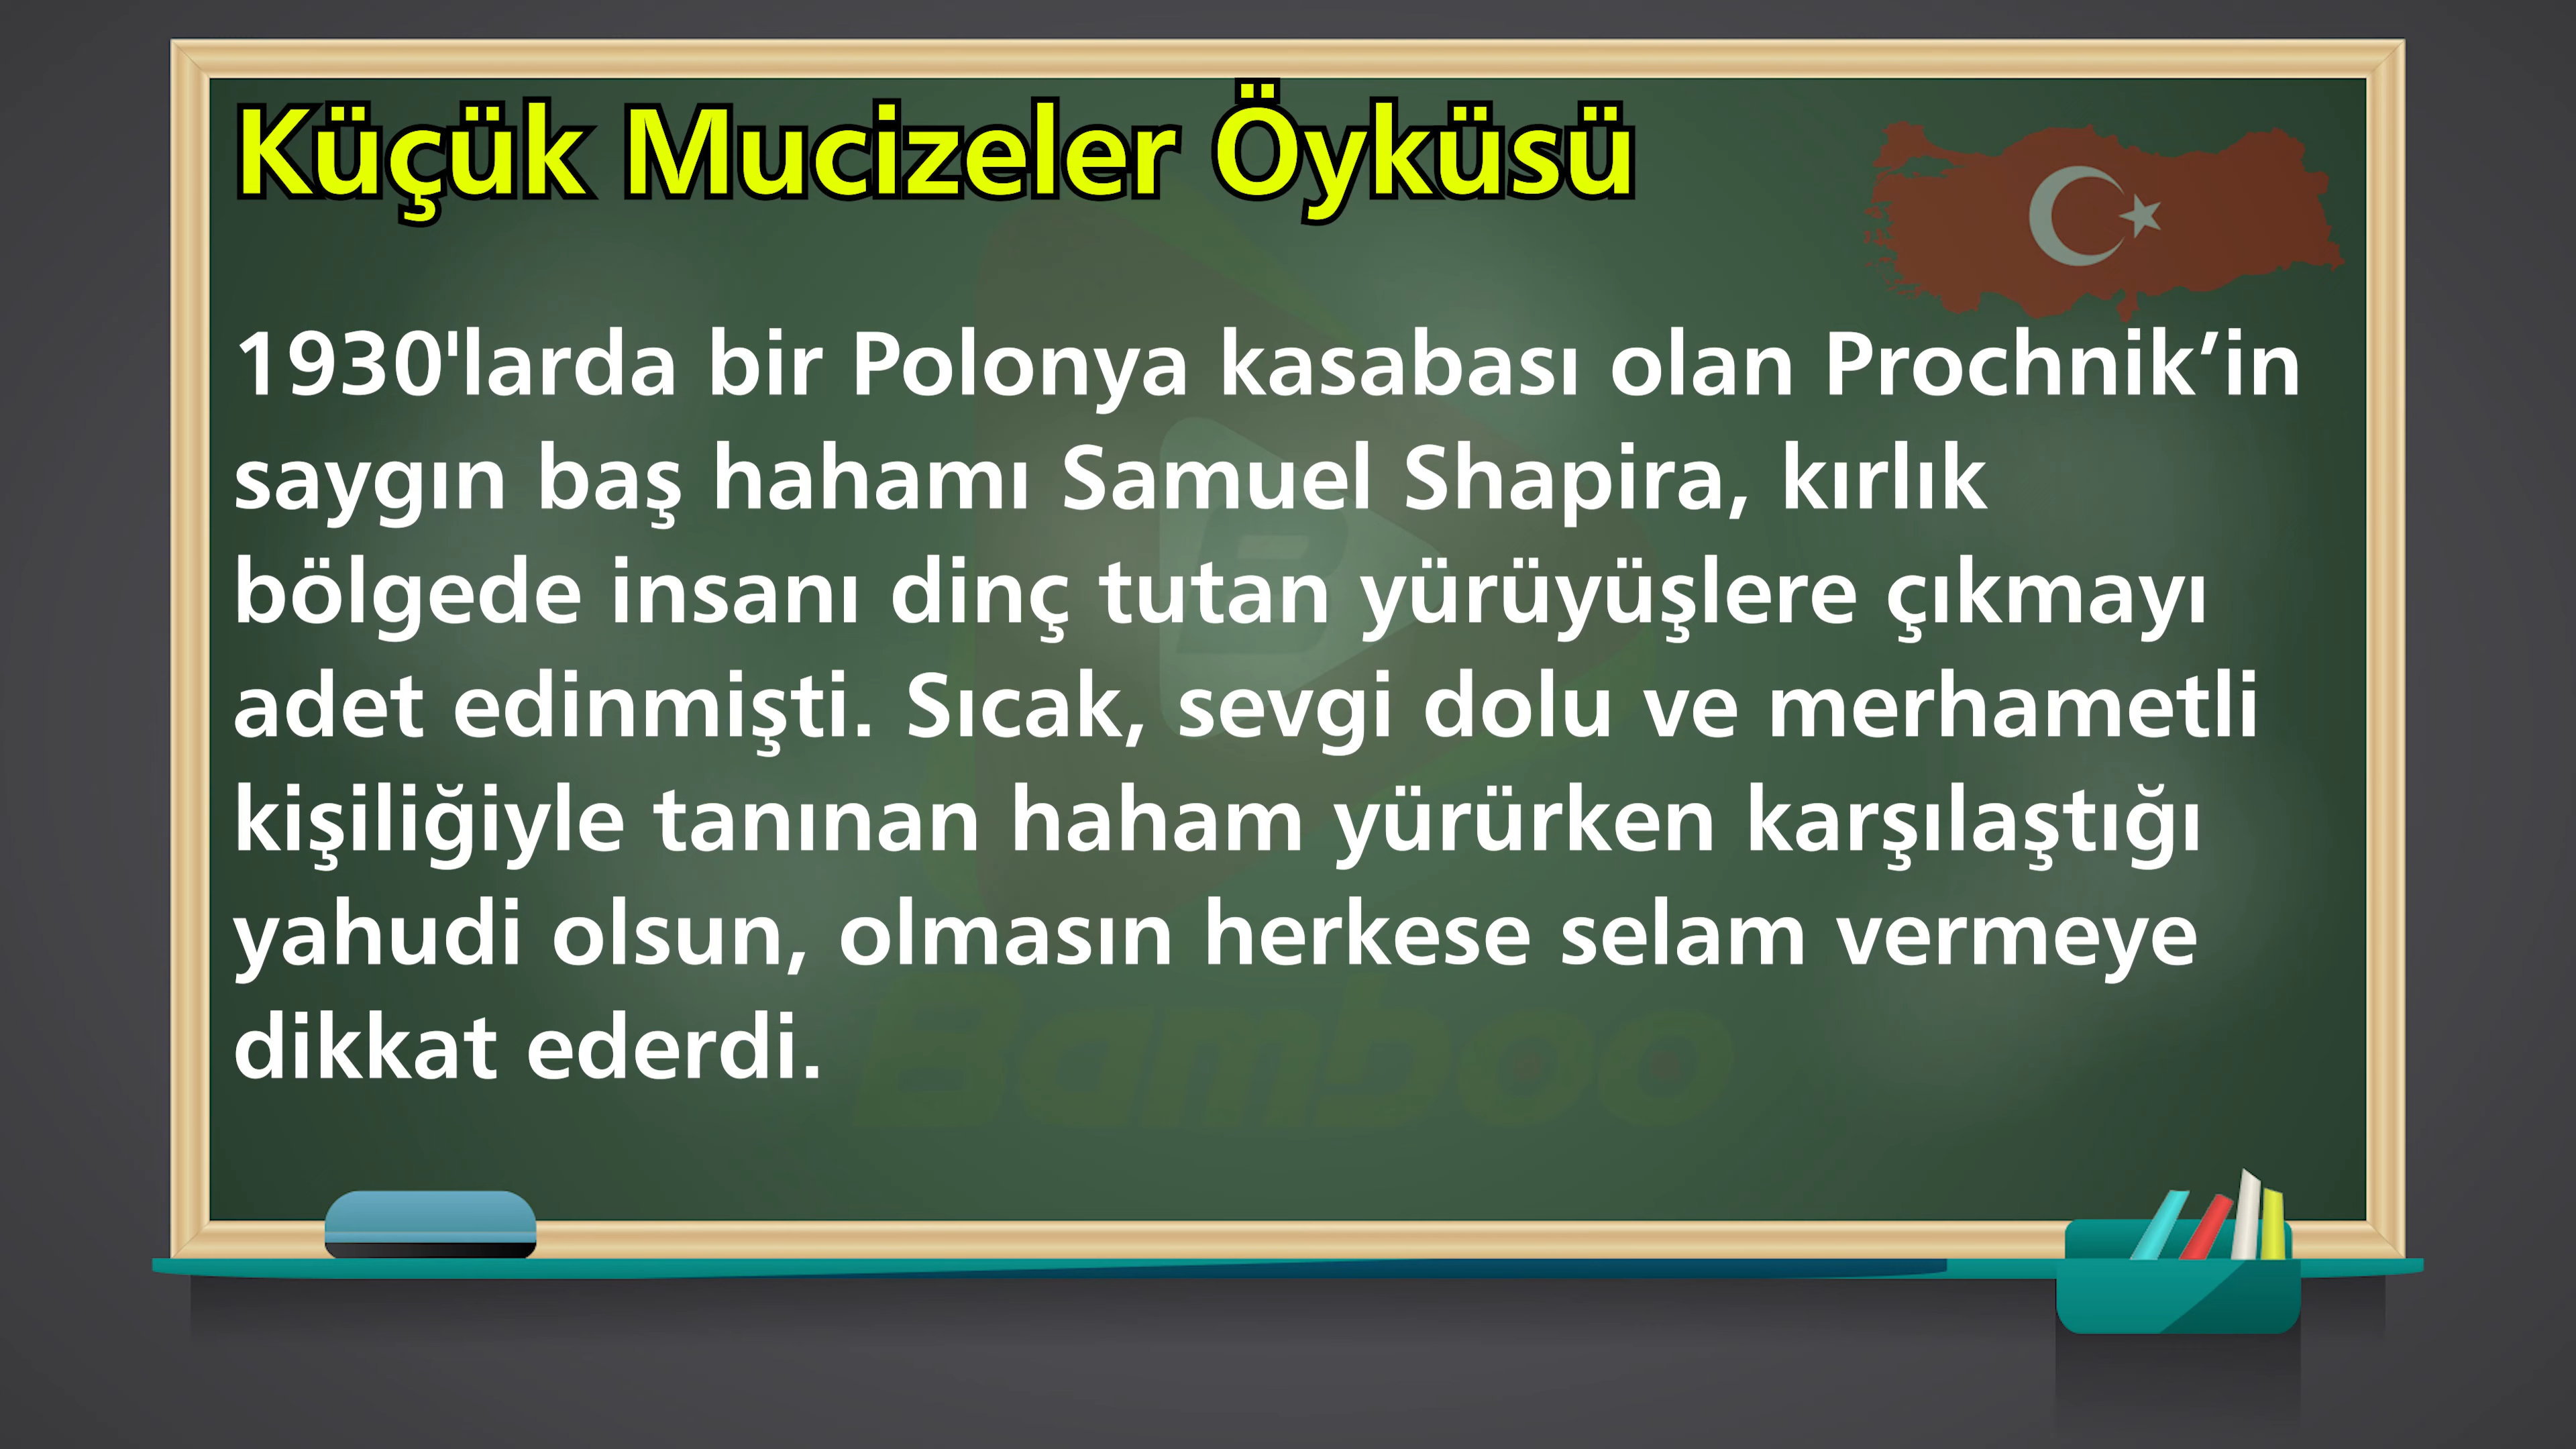 Küçük Mucizeler Öyküsü
1930'larda bir Polonya kasabası olan Prochnik’in
saygın baş hahamı Samuel Shapira, kırlık
bölgede insanı dinç tutan yürüyüşlere çıkmayı
adet edinmişti. Sıcak, sevgi dolu ve merhametli
kişiliğiyle tanınan haham yürürken karşılaştığı
yahudi olsun, olmasın herkese selam vermeye
dikkat ederdi.
B
Bamboo